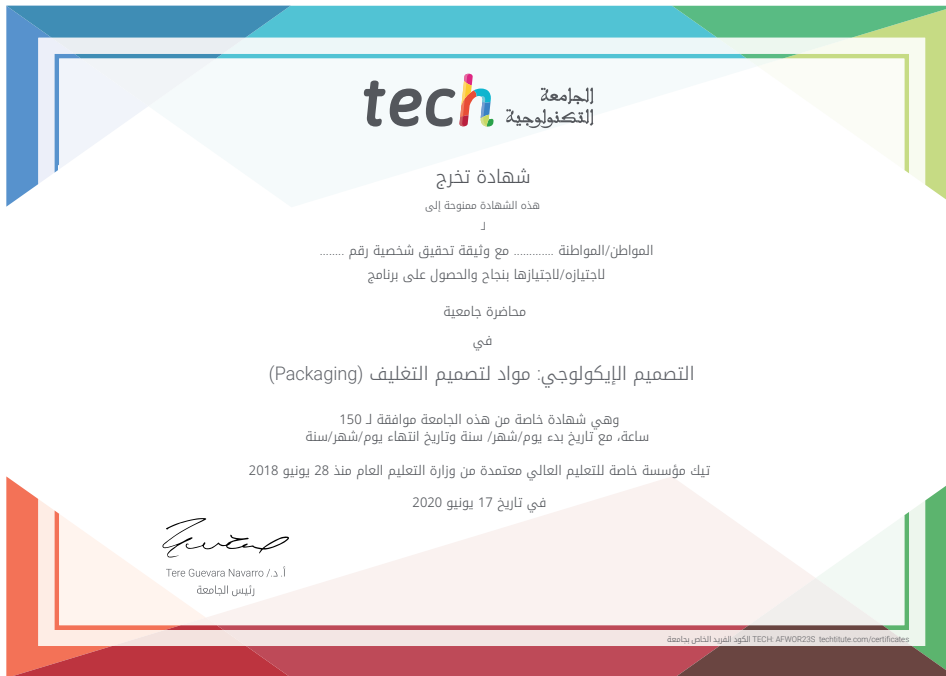 tech الجامعة
التكنولوجية
شهادة تخرج
هذه الشهادة ممنوحة إلى
لـ
المواطن/المواطنة ............ مع وثيقة تحقيق شخصية رقم ........
لاجتيازه/لاجتيازها بنجاح والحصول على برنامج
محاضرة جامعية
في
التصميم الإيكولوجي: مواد لتصميم التغليف (Packaging)
وهي شهادة خاصة من هذه الجامعة موافقة لـ 150
ساعة، مع تاريخ بدء يوم/شهر/ سنة وتاريخ انتهاء يوم/شهر/سنة
تيك مؤسسة خاصة للتعليم العالي معتمدة من وزارة التعليم العام منذ 28 يونيو 2018
في تاريخ 17 يونيو 2020
أ. د./ Tere Guevara Navarro
رئيس الجامعة
الكود الفريد الخاص بجامعة TECH: AFWOR23S techtitute.com/certificates